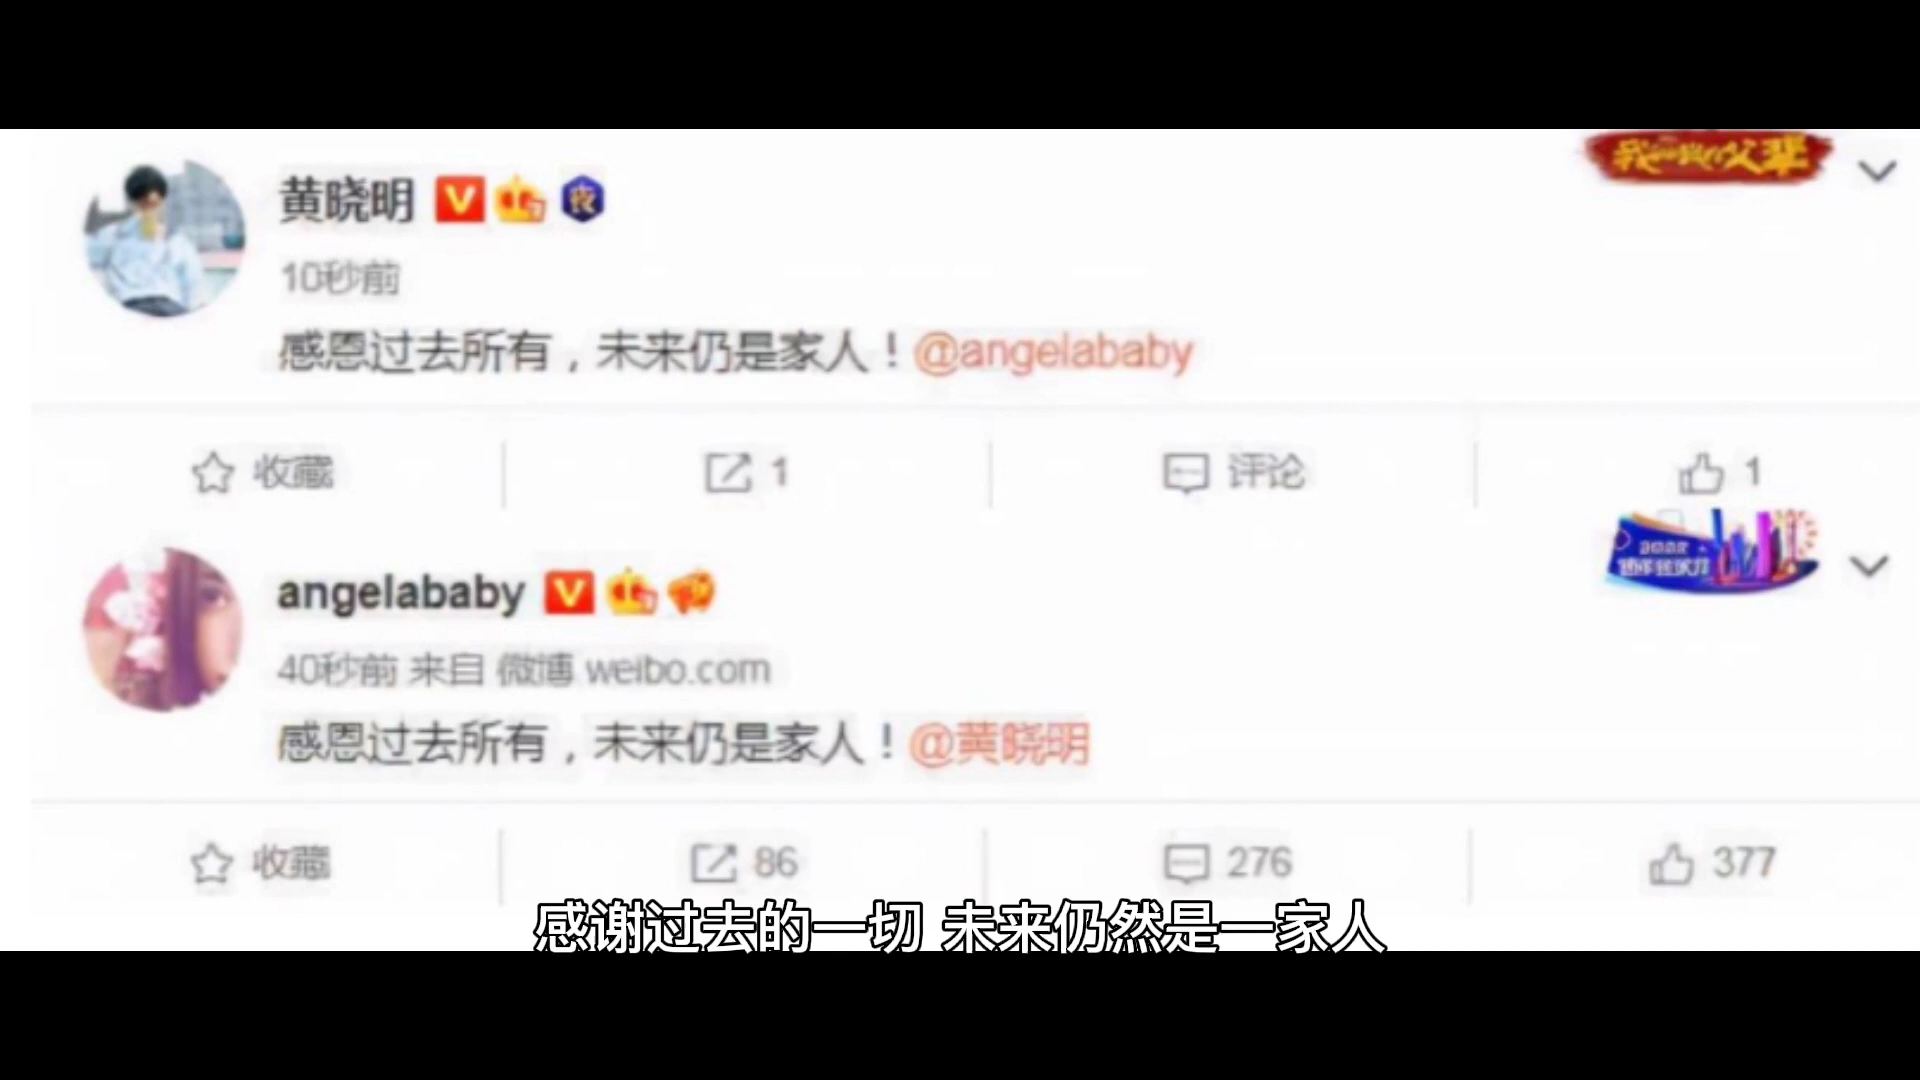 黄晓明
10秒前
感恩过去所有，未来仍是家人！@angelababy
收藏 1 评论 1
angelababy
40秒前 来自 微博 weibo.com
感恩过去所有，未来仍是家人！@黄晓明
收藏 86 276 377
感谢过去的一切 未来仍然是一家人